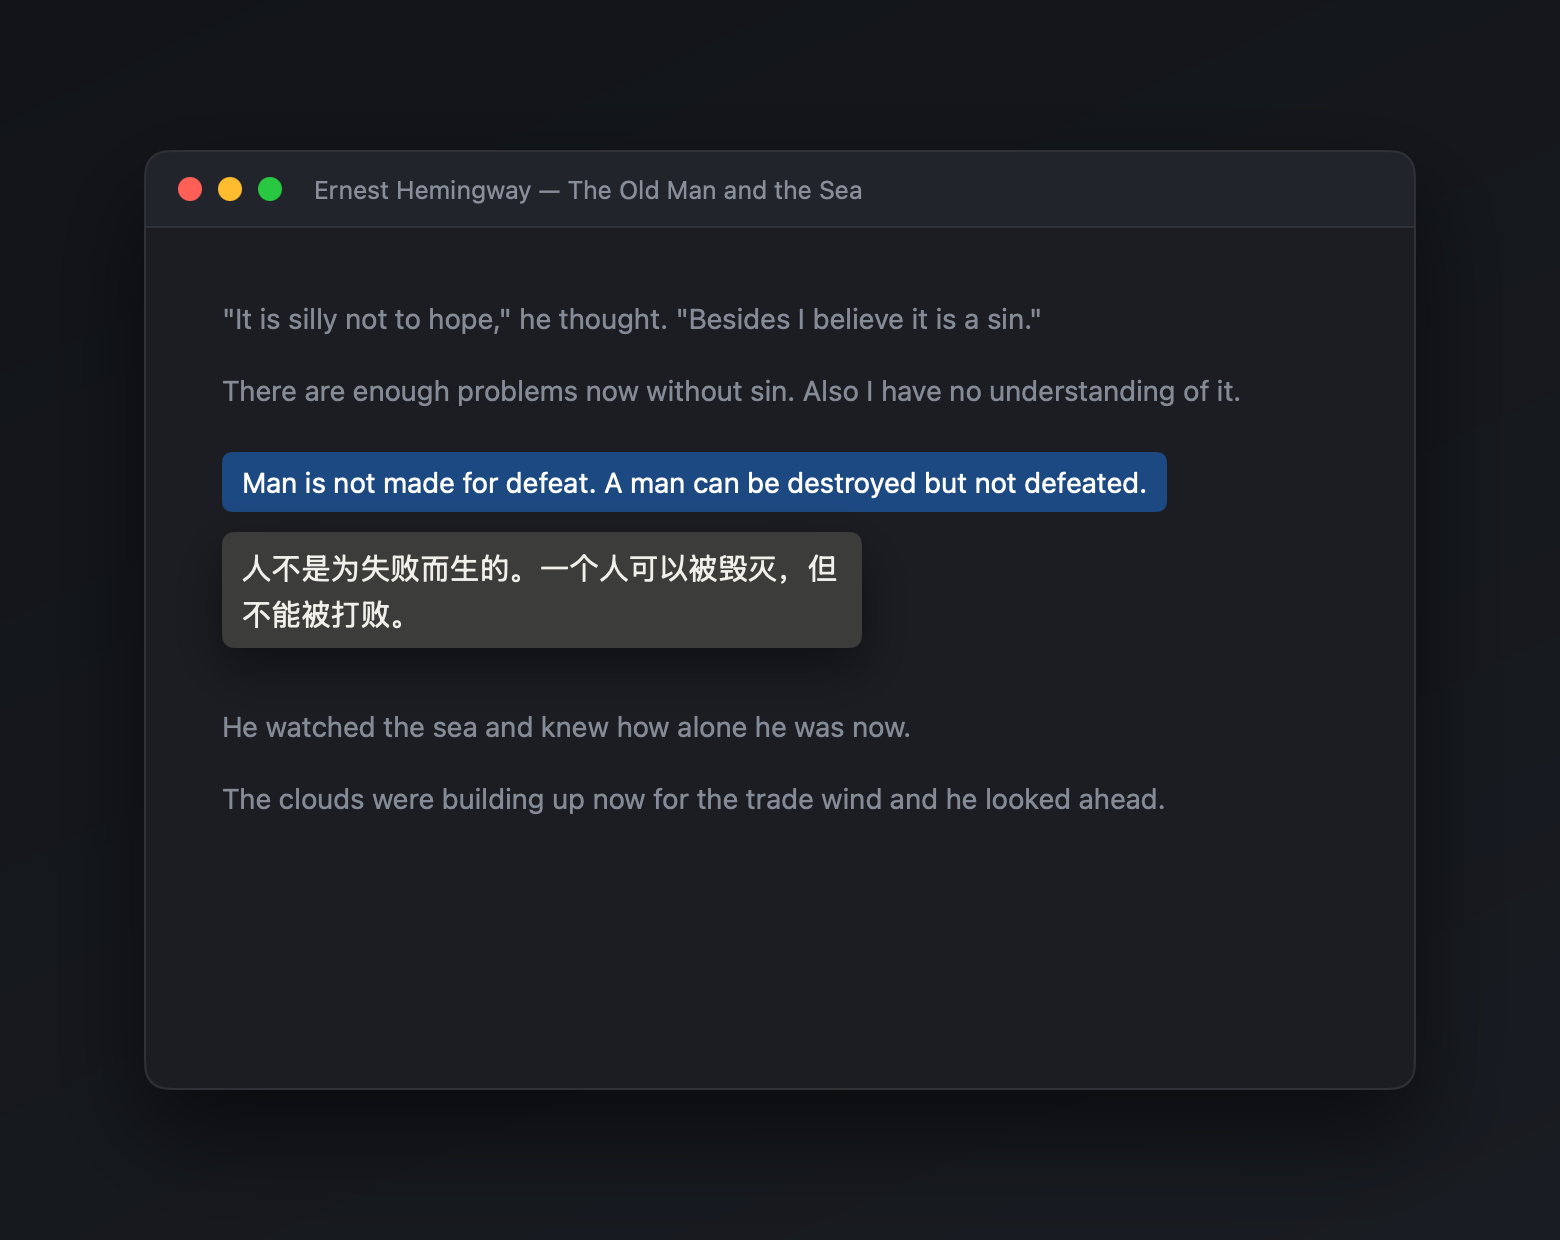 Ernest Hemingway — The Old Man and the Sea
"It is silly not to hope," he thought. "Besides I believe it is a sin."
There are enough problems now without sin. Also I have no understanding of it.
Man is not made for defeat. A man can be destroyed but not defeated.
人不是为失败而生的。一个人可以被毁灭，但
不能被打败。
He watched the sea and knew how alone he was now.
The clouds were building up now for the trade wind and he looked ahead.